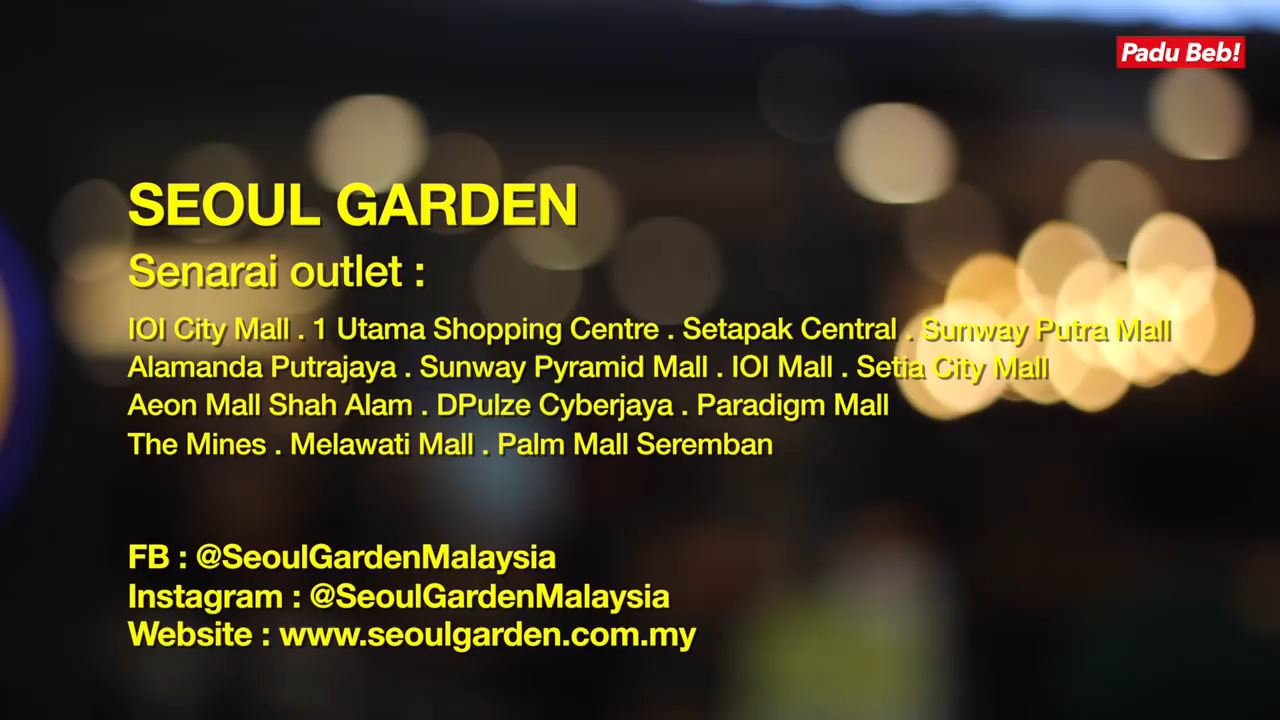 Padu Beb!
SEOUL GARDEN
Senarai outlet :
IOI City Mall . 1 Utama Shopping Centre . Setapak Central . Sunway Putra Mall
Alamanda Putrajaya . Sunway Pyramid Mall . IOI Mall . Setia City Mall
Aeon Mall Shah Alam . DPulze Cyberjaya . Paradigm Mall
The Mines . Melawati Mall . Palm Mall Seremban
FB : @SeoulGardenMalaysia
Instagram : @SeoulGardenMalaysia
Website : www.seoulgarden.com.my